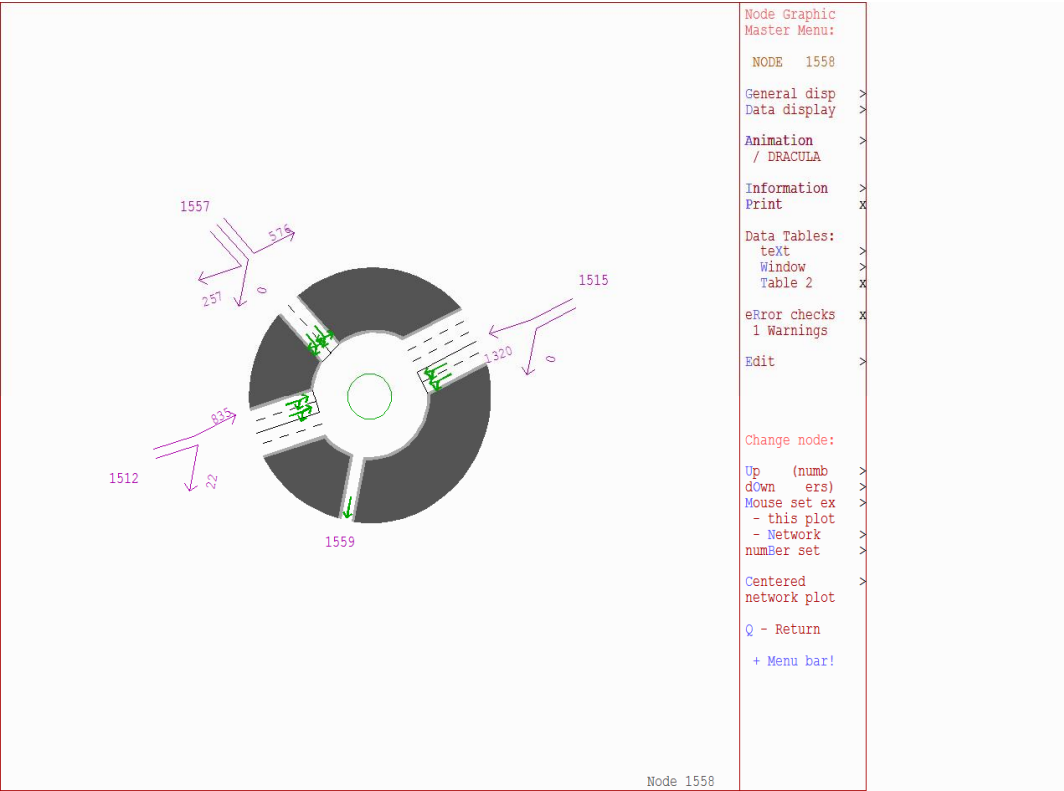 Node Graphic
Master Menu:
NODE 1558
General disp >
Data display >
Animation >
/ DRACULA
Information >
Print x
Data Tables:
teXt >
Window >
Table 2 x
eRror checks x
1 Warnings
Edit >
Change node:
Up (numb >
dOwn ers) >
Mouse set ex >
- this plot
- Network >
numBer set >
Centered >
network plot
Q - Return
+ Menu bar!
1557
576
257
0
1515
1320
0
835
1512
22
1559
Node 1558